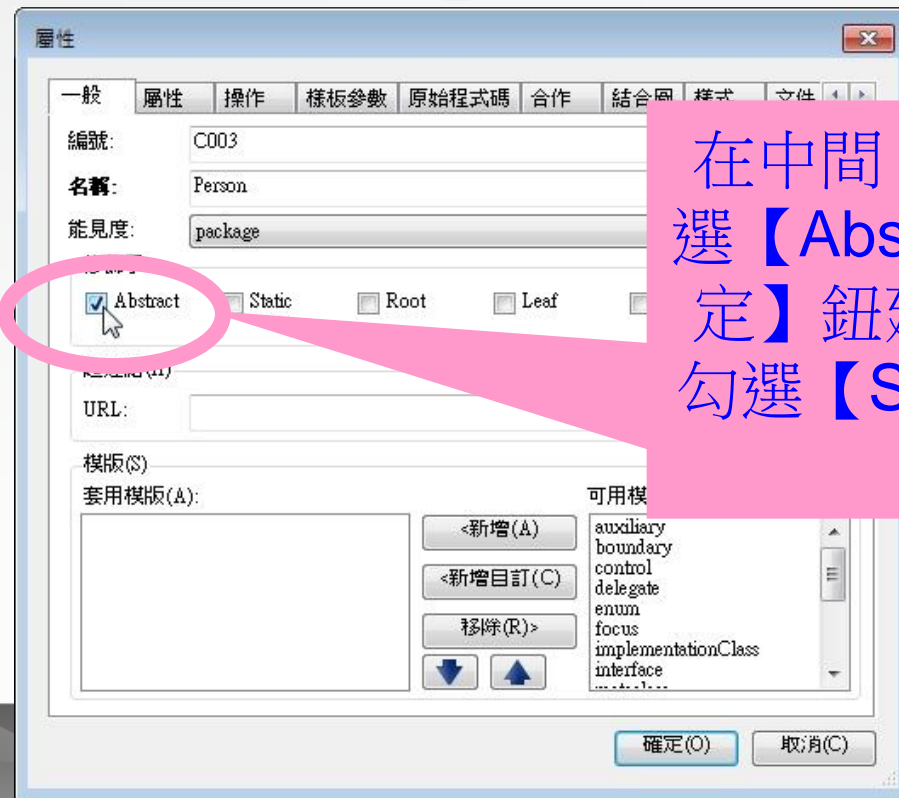 屬性
一般 屬性 操作 樣板參數 原始程式碼 合作 結合圖 樣式 文件
編號: C003
名稱: Person
能見度: package
Abstract Static Root Leaf
URL:
模版(S)
套用模版(A): 可用模
<新增(A)
<新增自訂(C)
移除(R)>
auxiliary
boundary
control
delegate
enum
focus
implementationClass
interface
確定(O) 取消(C)
在中間
選【Abs
定】鈕建
勾選【S